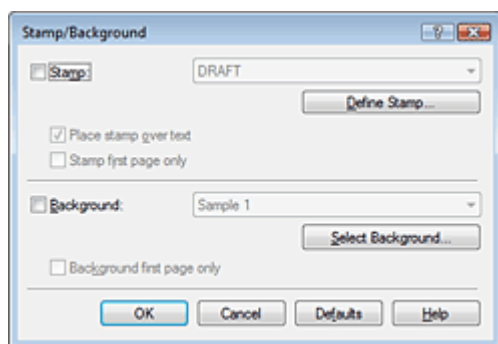 Stamp/Background
Stamp: DRAFT
Define Stamp...
Place stamp over text
Stamp first page only
Background: Sample 1
Select Background...
Background first page only
OK Cancel Defaults Help